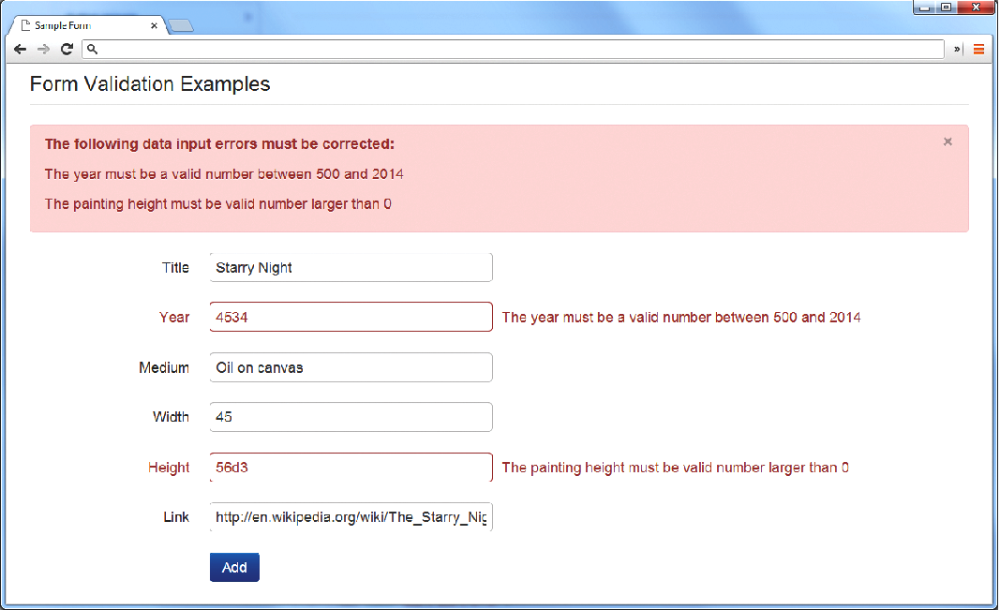 Sample Form
Form Validation Examples
The following data input errors must be corrected:
The year must be a valid number between 500 and 2014
The painting height must be valid number larger than 0
Title Starry Night
Year 4534 The year must be a valid number between 500 and 2014
Medium Oil on canvas
Width 45
Height 56d3 The painting height must be valid number larger than 0
Link http://en.wikipedia.org/wiki/The_Starry_Nig
Add